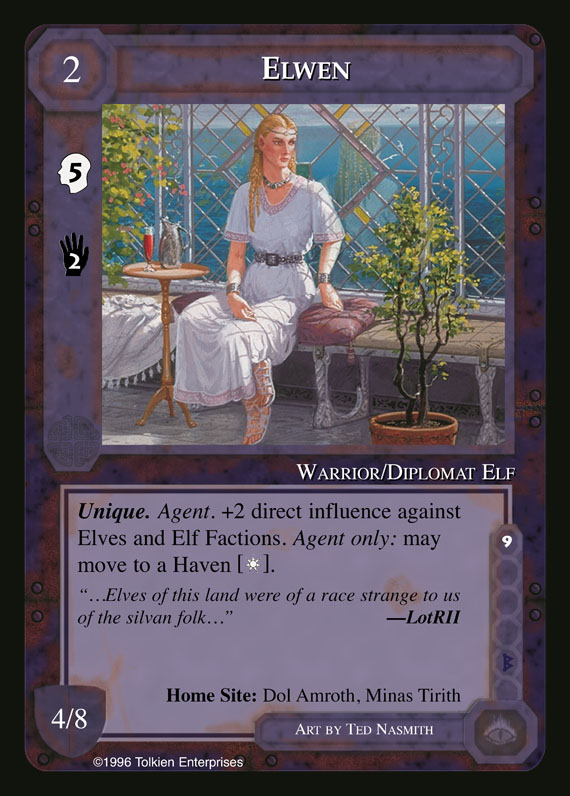 2
ELWEN
5
2
WARRIOR/DIPLOMAT ELF
Unique. Agent. +2 direct influence against
Elves and Elf Factions. Agent only: may
move to a Haven [☀].
“…Elves of this land were of a race strange to us
of the silvan folk…” —LotRII
9
Home Site: Dol Amroth, Minas Tirith
4/8
ART BY TED NASMITH
©1996 Tolkien Enterprises